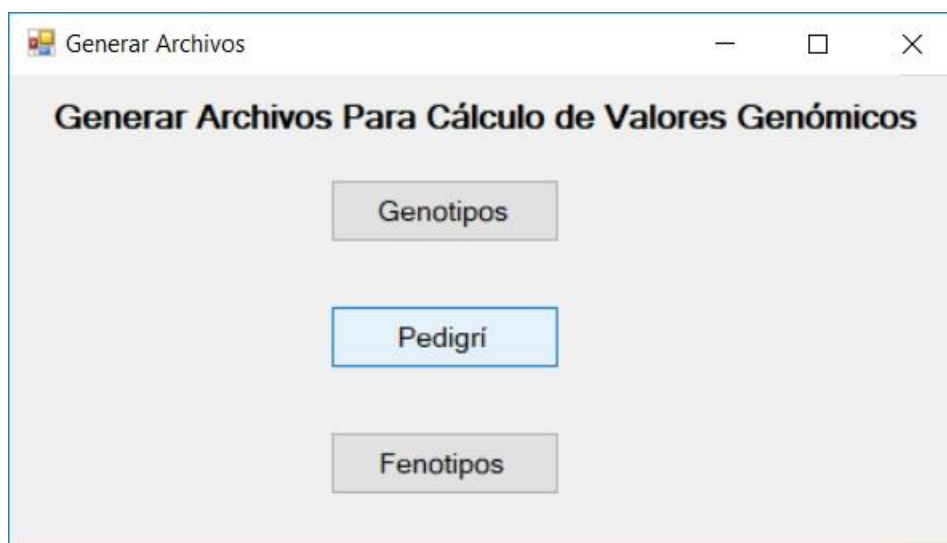 Generar Archivos
Generar Archivos Para Cálculo de Valores Genómicos
Genotipos
Pedigrí
Fenotipos